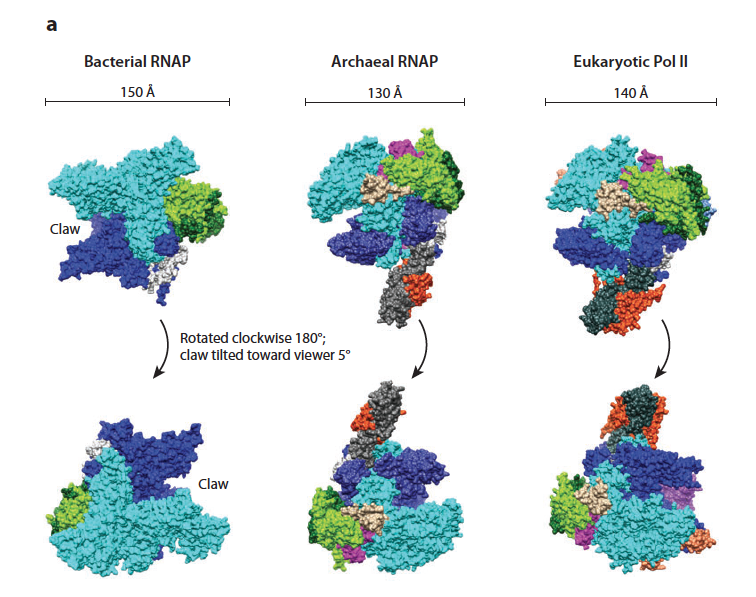 a
Bacterial RNAP
Archaeal RNAP
Eukaryotic Pol II
150 Å
130 Å
140 Å
Claw
Rotated clockwise 180°;
claw tilted toward viewer 5°
Claw